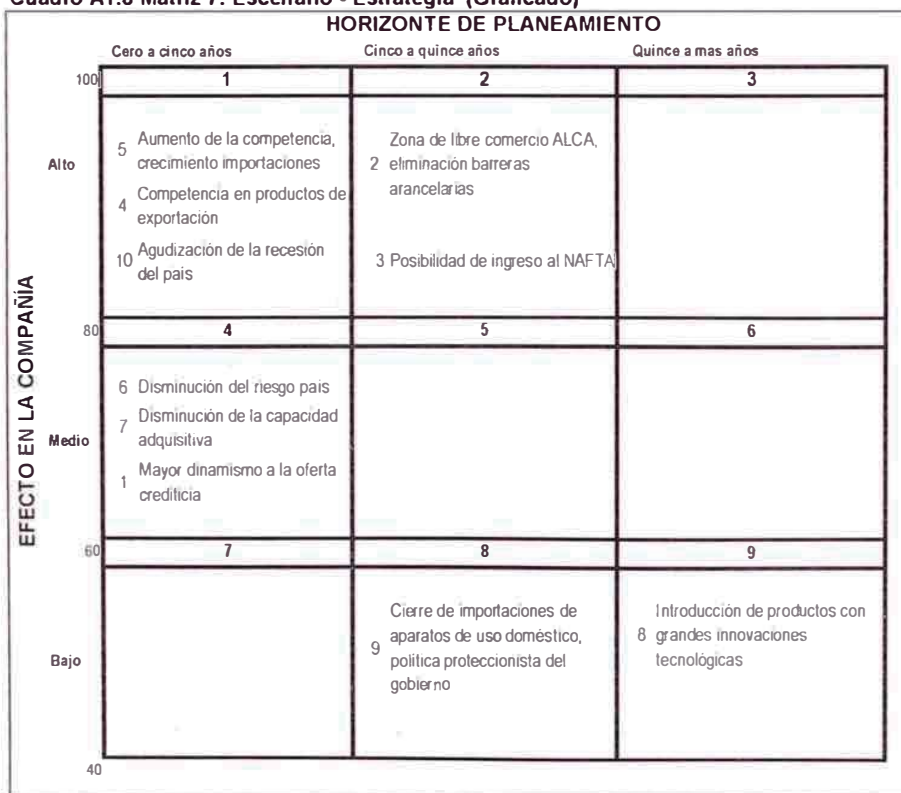 Cuadro A1.8 Matriz 7: Escenario - Estrategia (Graficado)
HORIZONTE DE PLANEAMIENTO
Cero a cinco años
Cinco a quince años
Quince a mas años
EFECTO EN LA COMPAÑÍA
100
1
2
3
Alto
5 Aumento de la competencia,
crecimiento importaciones
4 Competencia en productos de
exportación
10 Agudización de la recesión
del pais
Zona de libre comercio ALCA,
2 eliminación barreras
arancelarias
3 Posibilidad de ingreso al NAFTA
80
4
5
6
Medio
6 Disminución del riesgo pais
7 Disminución de la capacidad
adquisitiva
1 Mayor dinamismo a la oferta
crediticia
60
7
8
9
Bajo
Cierre de importaciones de
aparatos de uso doméstico,
9 política proteccionista del
gobierno
Introducción de productos con
8 grandes innovaciones
tecnológicas
40